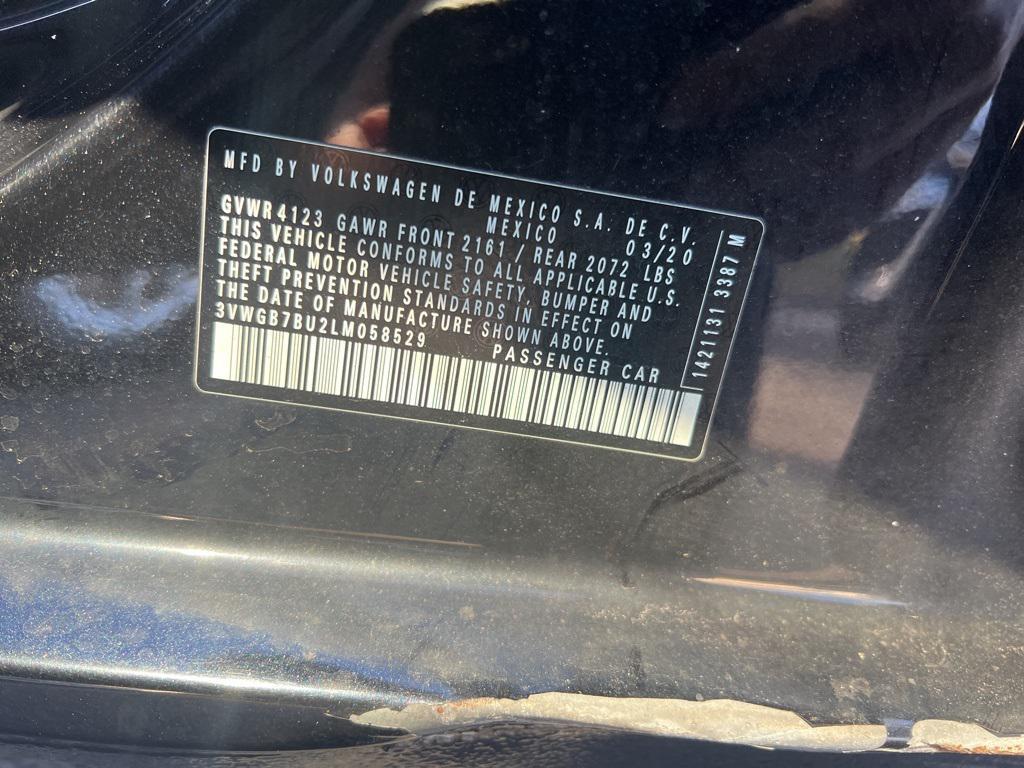 MFD BY VOLKSWAGEN DE MEXICO S.A. DE C.V.
MEXICO 03/20
GVWR4123 GAWR FRONT 2161 / REAR 2072 LBS
THIS VEHICLE CONFORMS TO ALL APPLICABLE U.S.
FEDERAL MOTOR VEHICLE SAFETY, BUMPER AND
THEFT PREVENTION STANDARDS IN EFFECT ON
THE DATE OF MANUFACTURE SHOWN ABOVE.
3VWGB7BU2LM058529 PASSENGER CAR
1421131 3387 M